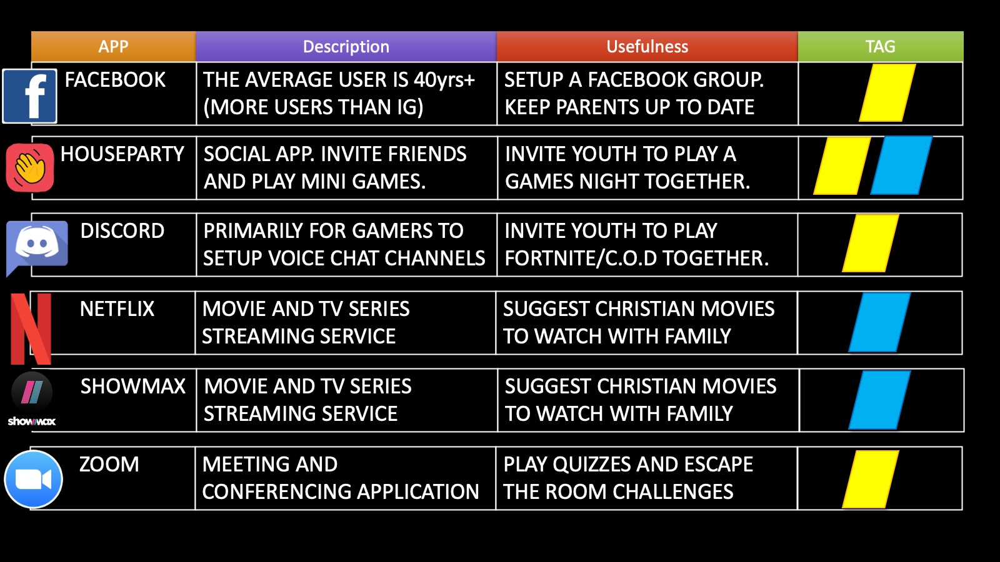 APP Description Usefulness TAG
FACEBOOK
THE AVERAGE USER IS 40yrs+
(MORE USERS THAN IG)
SETUP A FACEBOOK GROUP.
KEEP PARENTS UP TO DATE
HOUSEPARTY
SOCIAL APP. INVITE FRIENDS
AND PLAY MINI GAMES.
INVITE YOUTH TO PLAY A
GAMES NIGHT TOGETHER.
DISCORD
PRIMARILY FOR GAMERS TO
SETUP VOICE CHAT CHANNELS
INVITE YOUTH TO PLAY
FORTNITE/C.O.D TOGETHER.
NETFLIX
MOVIE AND TV SERIES
STREAMING SERVICE
SUGGEST CHRISTIAN MOVIES
TO WATCH WITH FAMILY
showmax
SHOWMAX
MOVIE AND TV SERIES
STREAMING SERVICE
SUGGEST CHRISTIAN MOVIES
TO WATCH WITH FAMILY
ZOOM
MEETING AND
CONFERENCING APPLICATION
PLAY QUIZZES AND ESCAPE
THE ROOM CHALLENGES